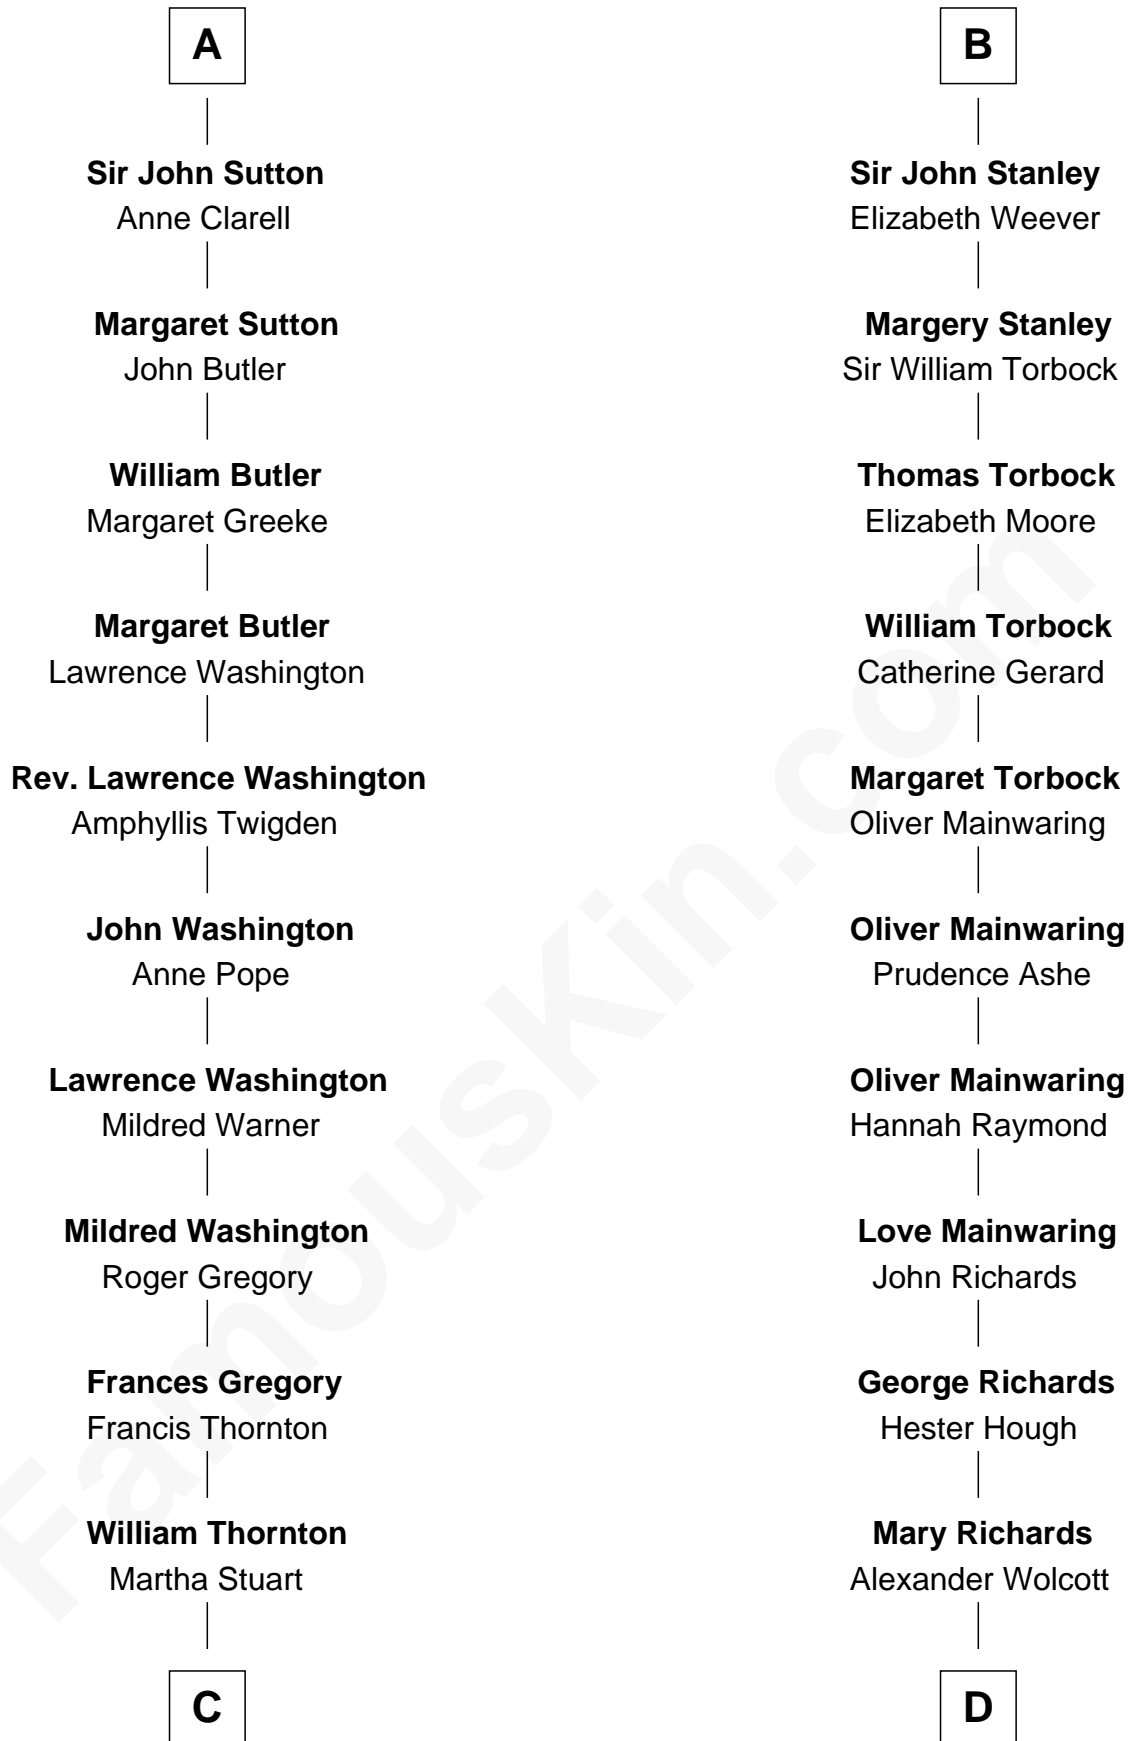 A
Sir John Sutton
Anne Clarell
Margaret Sutton
John Butler
William Butler
Margaret Greeke
Margaret Butler
Lawrence Washington
Rev. Lawrence Washington
Amphyllis Twigden
John Washington
Anne Pope
Lawrence Washington
Mildred Warner
Mildred Washington
Roger Gregory
Frances Gregory
Francis Thornton
William Thornton
Martha Stuart
C
B
Sir John Stanley
Elizabeth Weever
Margery Stanley
Sir William Torbock
Thomas Torbock
Elizabeth Moore
William Torbock
Catherine Gerard
Margaret Torbock
Oliver Mainwaring
Oliver Mainwaring
Prudence Ashe
Oliver Mainwaring
Hannah Raymond
Love Mainwaring
John Richards
George Richards
Hester Hough
Mary Richards
Alexander Wolcott
D
FamousKin.com